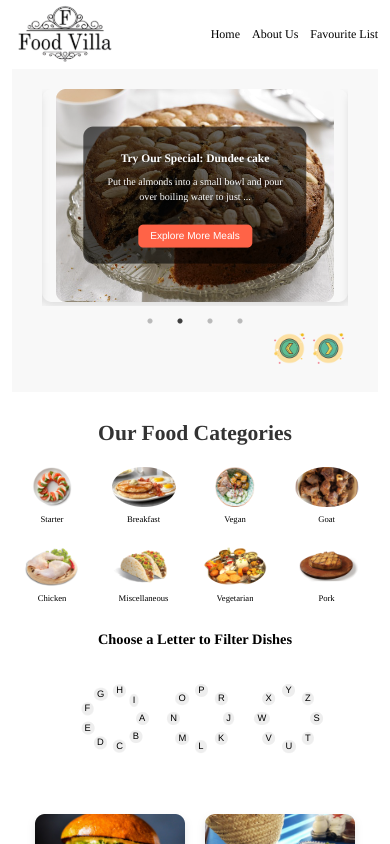 F
Food Villa
Home About Us Favourite List
Try Our Special: Dundee cake
Put the almonds into a small bowl and pour
over boiling water to just ...
Explore More Meals
Our Food Categories
Starter Breakfast Vegan Goat
Chicken Miscellaneous Vegetarian Pork
Choose a Letter to Filter Dishes
A B C D E F G H I
J K L M N O P R
S T U V W X Y Z